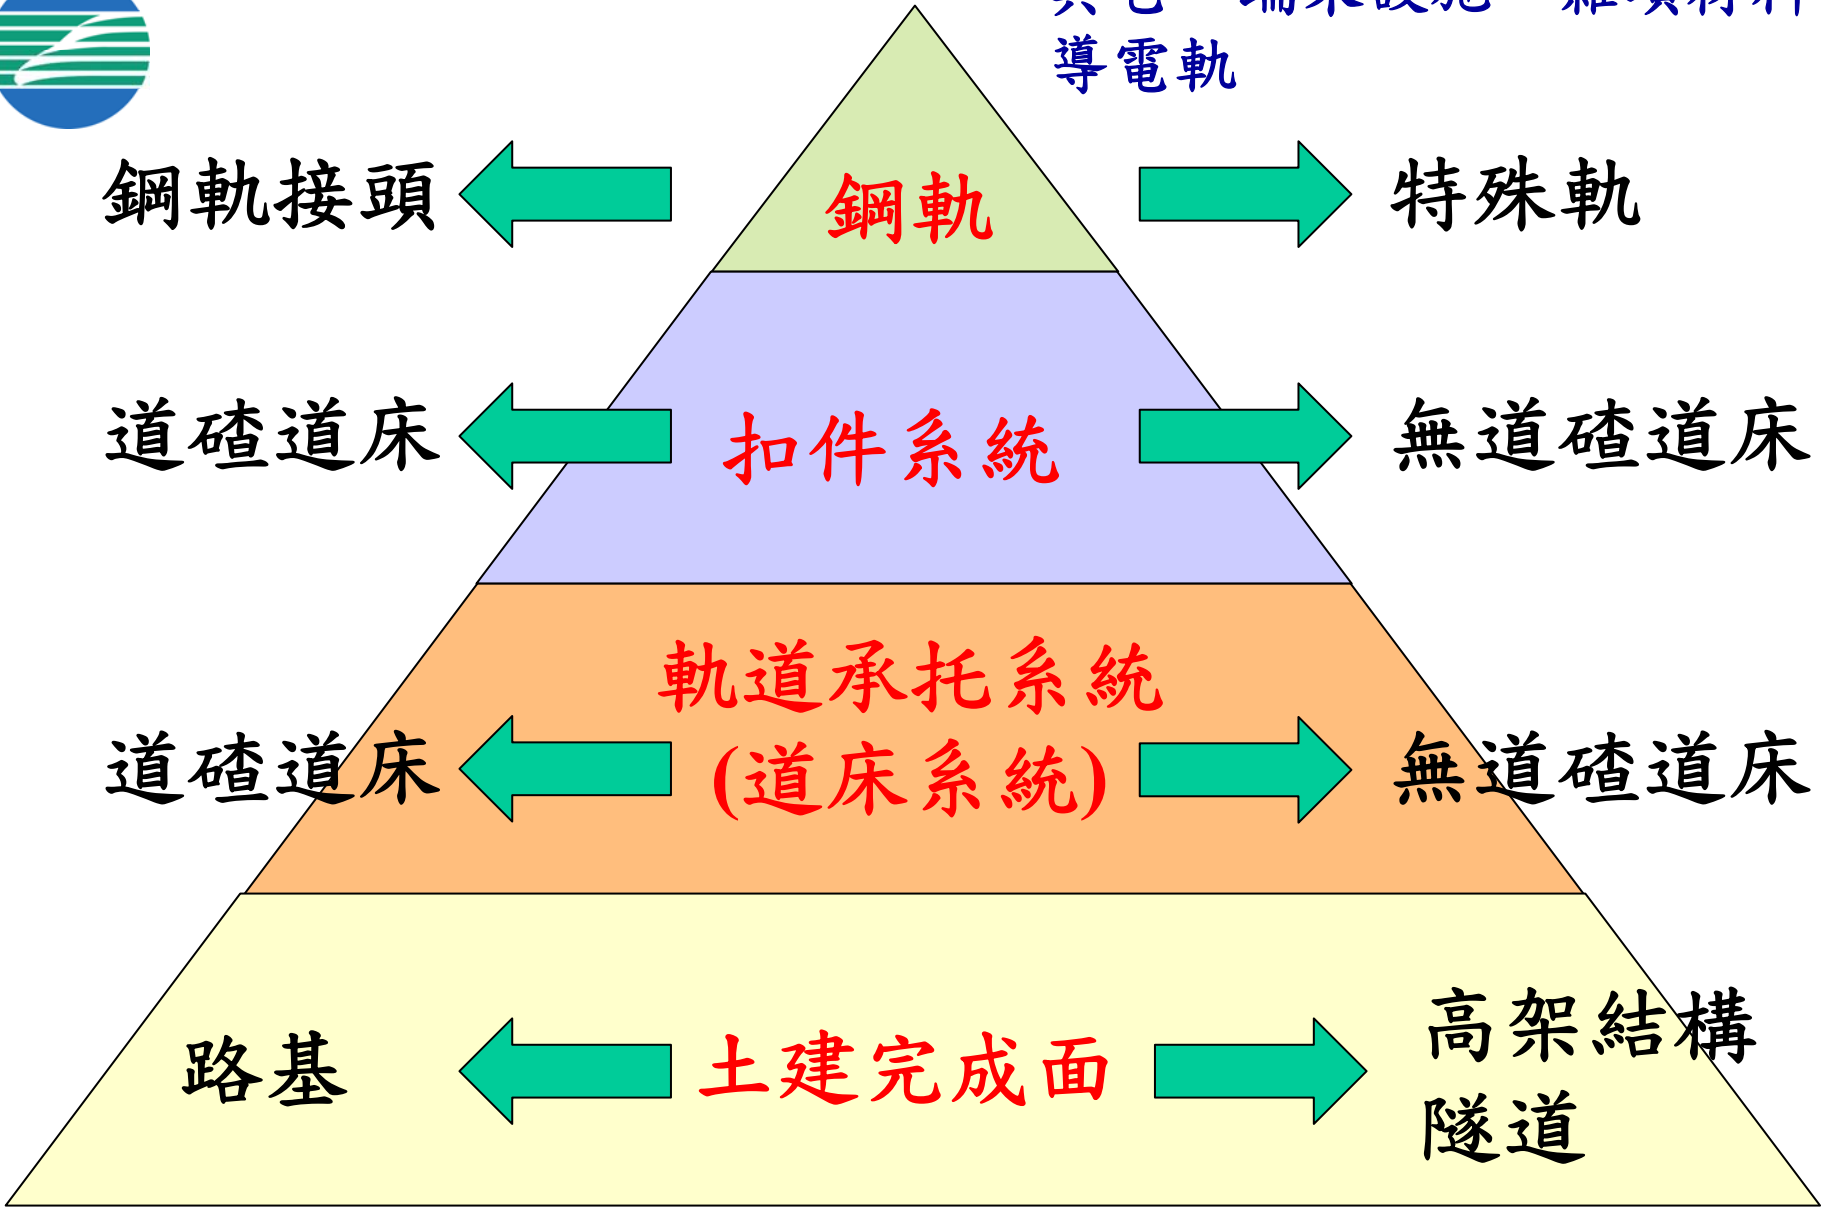 導電軌
鋼軌接頭
鋼軌
特殊軌
道碴道床
扣件系統
無道碴道床
軌道承托系統
道碴道床
(道床系統)
無道碴道床
路基
土建完成面
高架結構
隧道